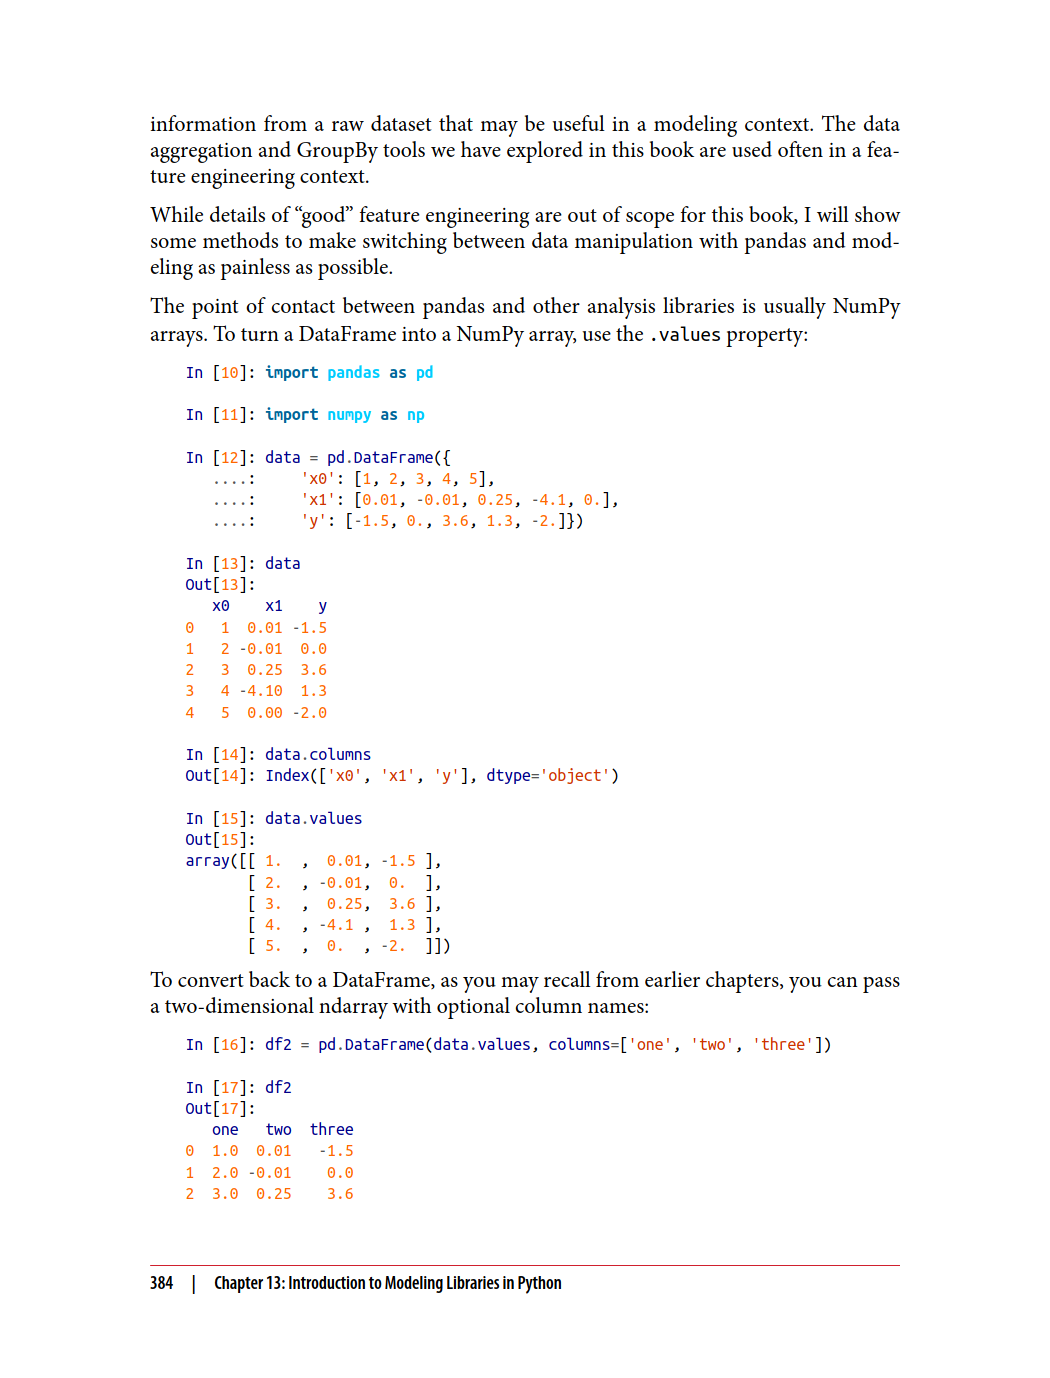 information from a raw dataset that may be useful in a modeling context. The data
aggregation and GroupBy tools we have explored in this book are used often in a fea-
ture engineering context.
While details of “good” feature engineering are out of scope for this book, I will show
some methods to make switching between data manipulation with pandas and mod-
eling as painless as possible.
The point of contact between pandas and other analysis libraries is usually NumPy
arrays. To turn a DataFrame into a NumPy array, use the .values property:
In [10]: import pandas as pd
In [11]: import numpy as np
In [12]: data = pd.DataFrame({
   ....:     'x0': [1, 2, 3, 4, 5],
   ....:     'x1': [0.01, -0.01, 0.25, -4.1, 0.],
   ....:     'y': [-1.5, 0., 3.6, 1.3, -2.]})
In [13]: data
Out[13]:
   x0    x1    y
0   1  0.01 -1.5
1   2 -0.01  0.0
2   3  0.25  3.6
3   4 -4.10  1.3
4   5  0.00 -2.0
In [14]: data.columns
Out[14]: Index(['x0', 'x1', 'y'], dtype='object')
In [15]: data.values
Out[15]:
array([[ 1.  ,  0.01, -1.5 ],
       [ 2.  , -0.01,  0.  ],
       [ 3.  ,  0.25,  3.6 ],
       [ 4.  , -4.1 ,  1.3 ],
       [ 5.  ,  0.  , -2.  ]])
To convert back to a DataFrame, as you may recall from earlier chapters, you can pass
a two-dimensional ndarray with optional column names:
In [16]: df2 = pd.DataFrame(data.values, columns=['one', 'two', 'three'])
In [17]: df2
Out[17]:
   one   two  three
0  1.0  0.01   -1.5
1  2.0 -0.01    0.0
2  3.0  0.25    3.6
384 | Chapter 13: Introduction to Modeling Libraries in Python